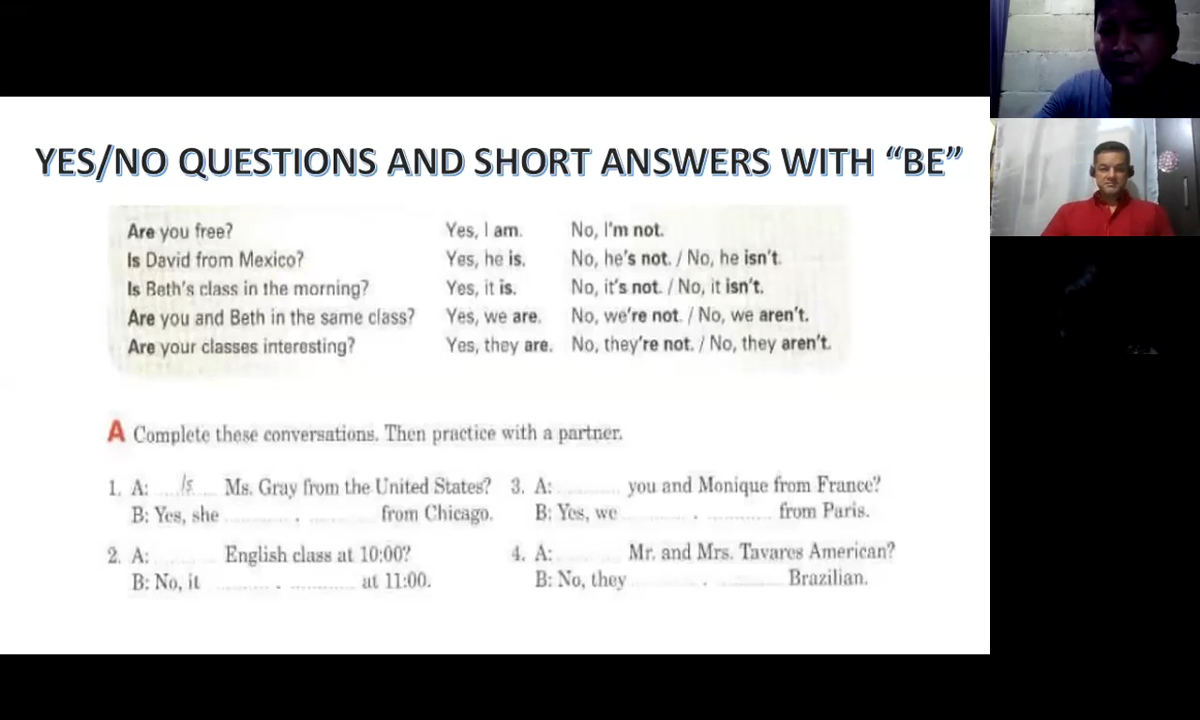 YES/NO QUESTIONS AND SHORT ANSWERS WITH “BE”
Are you free? Yes, I am. No, I'm not.
Is David from Mexico? Yes, he is. No, he's not. / No, he isn't.
Is Beth's class in the morning? Yes, it is. No, it's not. / No, it isn't.
Are you and Beth in the same class? Yes, we are. No, we're not. / No, we aren't.
Are your classes interesting? Yes, they are. No, they're not. / No, they aren't.
A Complete these conversations. Then practice with a partner.
1. A: Is Ms. Gray from the United States?
B: Yes, she ........ . ........ from Chicago.
2. A: ........ English class at 10:00?
B: No, it ........ . ........ at 11:00.
3. A: ........ you and Monique from France?
B: Yes, we ........ . ........ from Paris.
4. A: ........ Mr. and Mrs. Tavares American?
B: No, they ........ . ........ Brazilian.